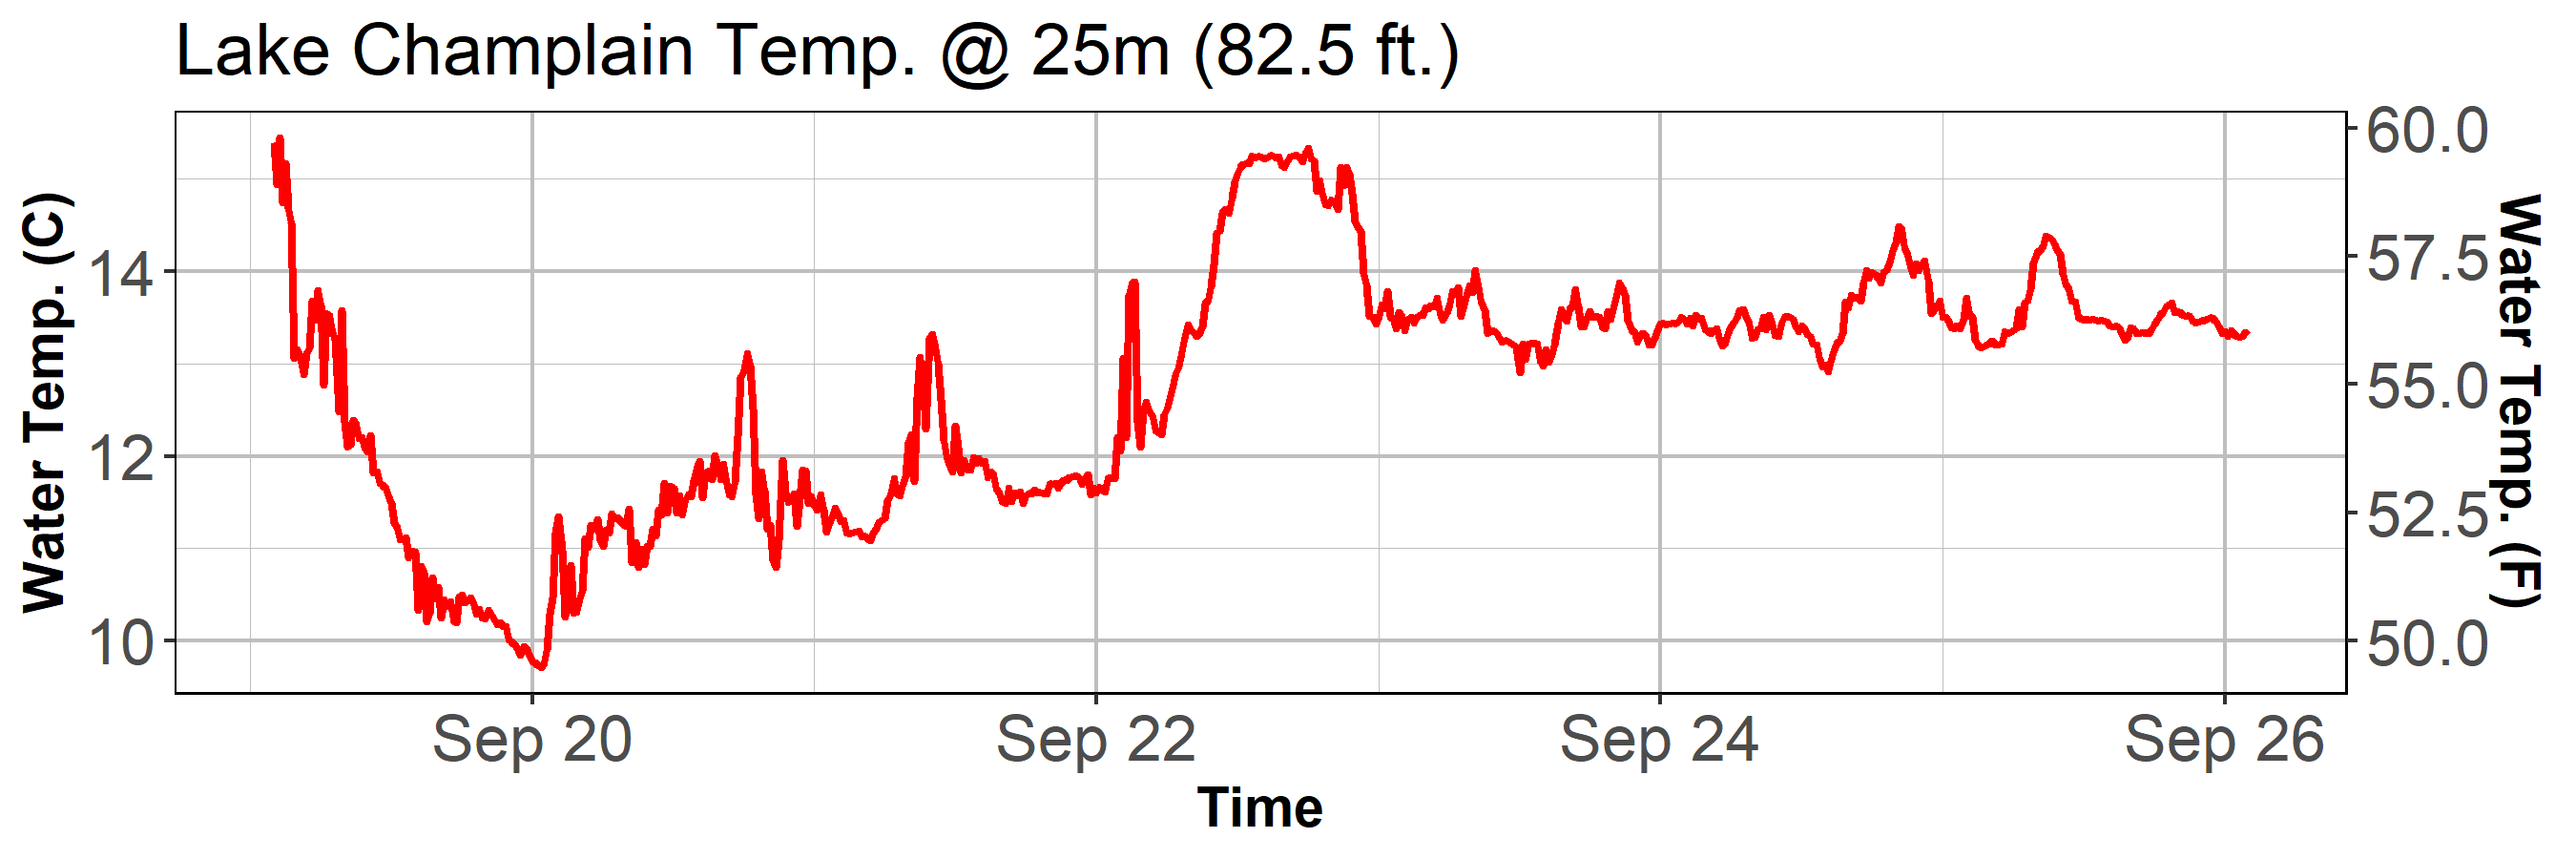 Lake Champlain Temp. @ 25m (82.5 ft.)
Water Temp. (C)
14
12
10
60.0
57.5
55.0
52.5
50.0
Water Temp. (F)
Sep 20 Sep 22 Sep 24 Sep 26
Time